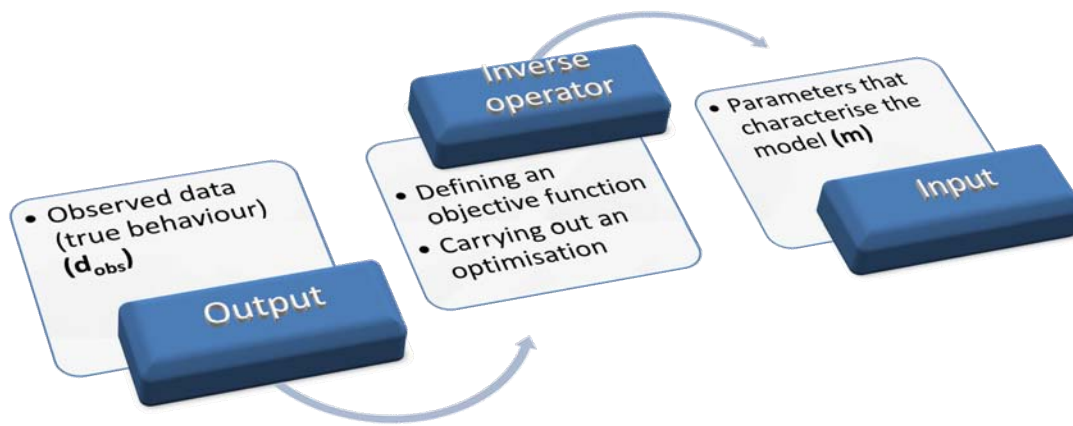 • Observed data
(true behaviour)
(d_obs)
Output
Inverse
operator
• Defining an
objective function
• Carrying out an
optimisation
• Parameters that
characterise the
model (m)
Input